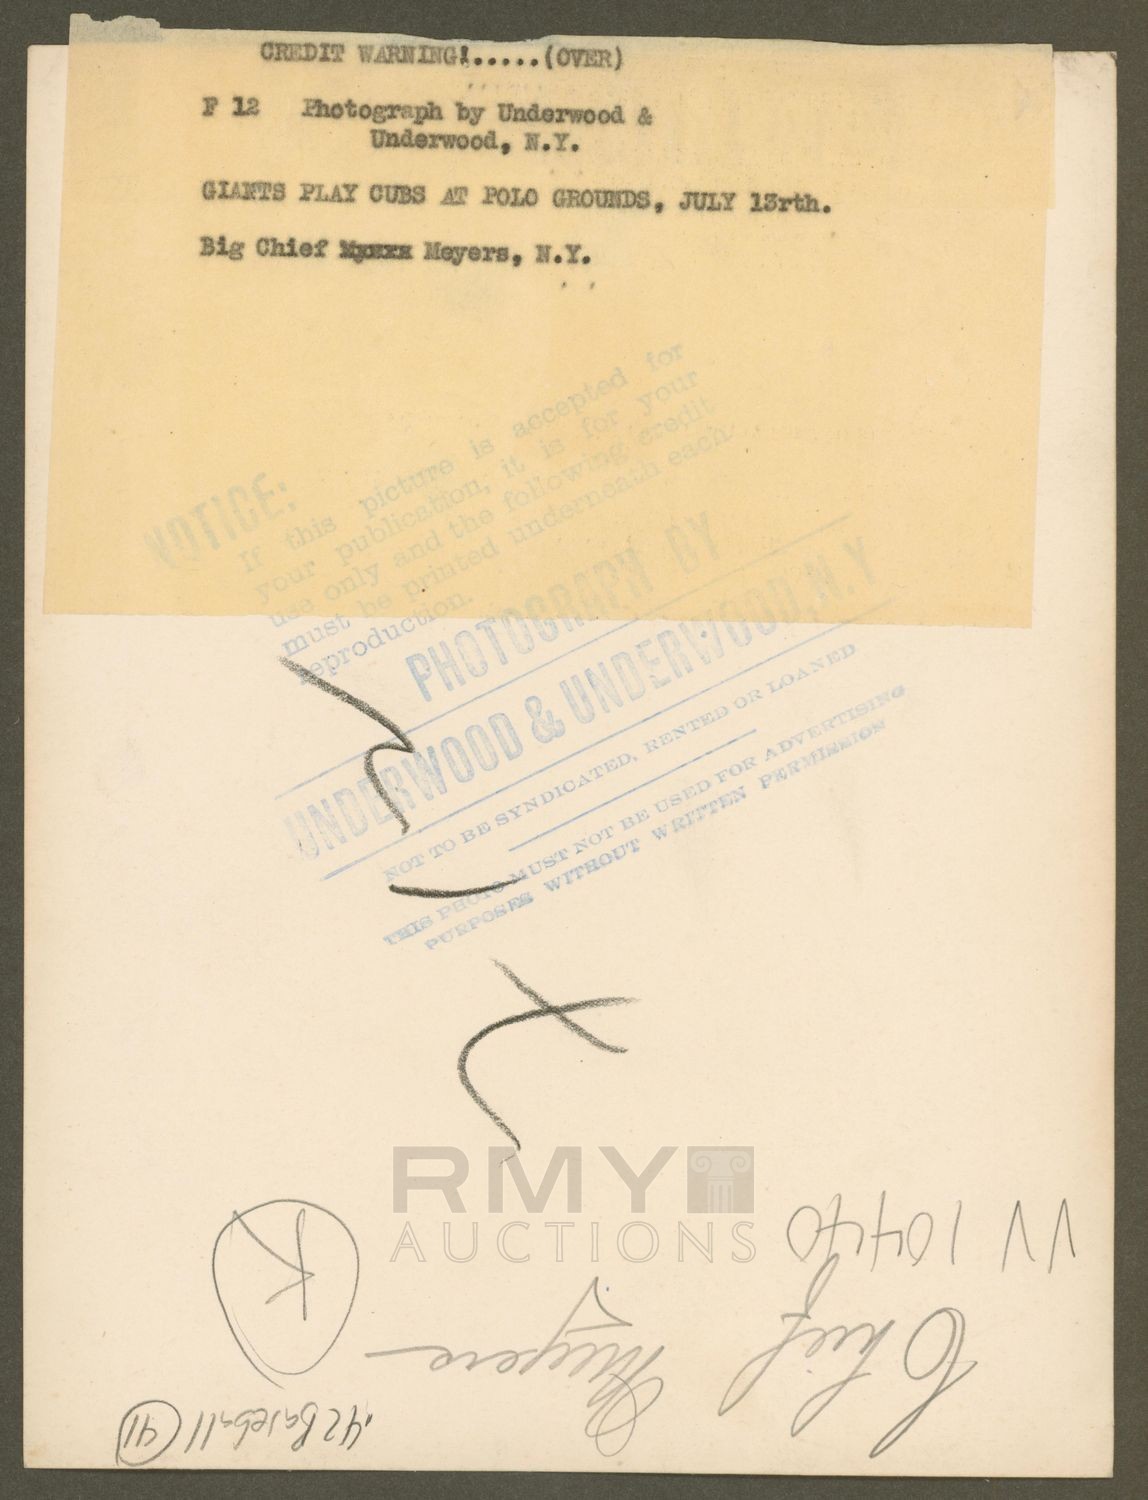 CREDIT WARNING!.....(OVER)
F 12 Photograph by Underwood &
Underwood, N.Y.
GIANTS PLAY CUBS AT POLO GROUNDS, JULY 13rth.
Big Chief Meyers, N.Y.
NOTICE:
If this picture is accepted for
your publication, it is for your
use only and the following credit
must be printed underneath each
reproduction.
PHOTOGRAPH BY
UNDERWOOD & UNDERWOOD, N.Y
NOT TO BE SYNDICATED, RENTED OR LOANED
THIS PHOTO MUST NOT BE USED FOR ADVERTISING
PURPOSES WITHOUT WRITTEN PERMISSION
RMY
AUCTIONS
VV 10440
Chief
Meyers
K
.42 Baseball 41